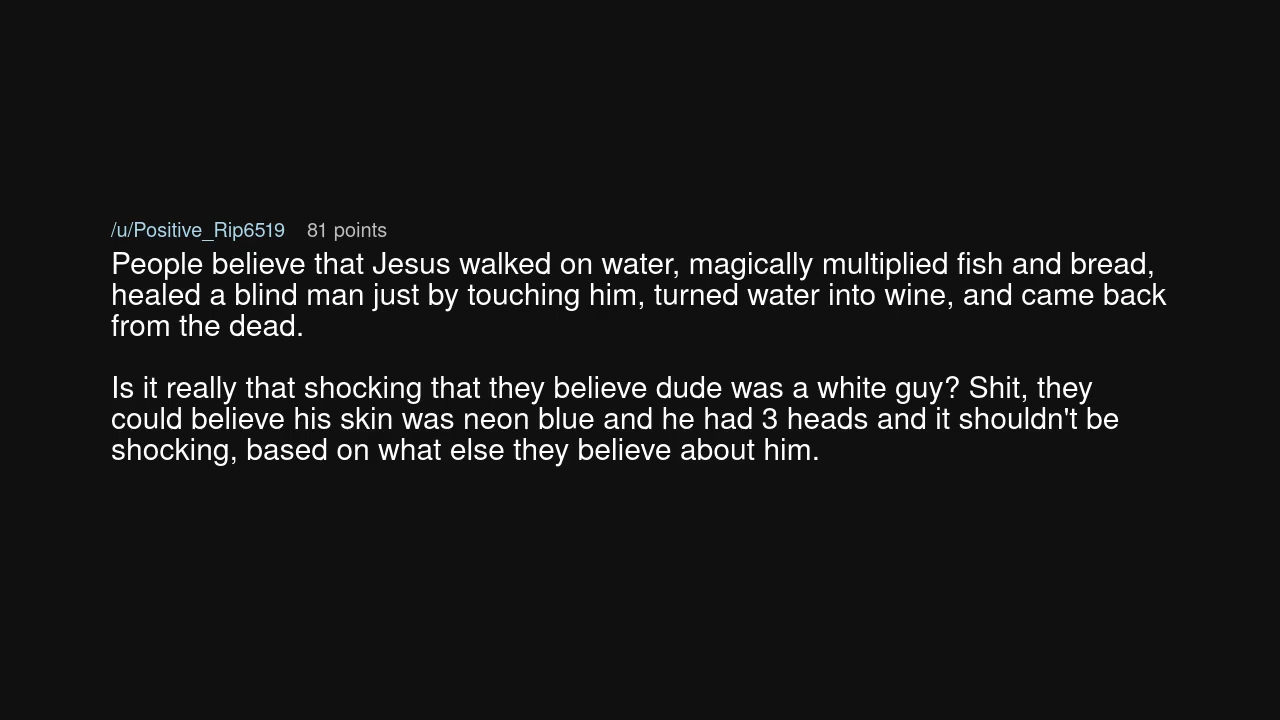 /u/Positive_Rip6519 81 points
People believe that Jesus walked on water, magically multiplied fish and bread,
healed a blind man just by touching him, turned water into wine, and came back
from the dead.
Is it really that shocking that they believe dude was a white guy? Shit, they
could believe his skin was neon blue and he had 3 heads and it shouldn't be
shocking, based on what else they believe about him.